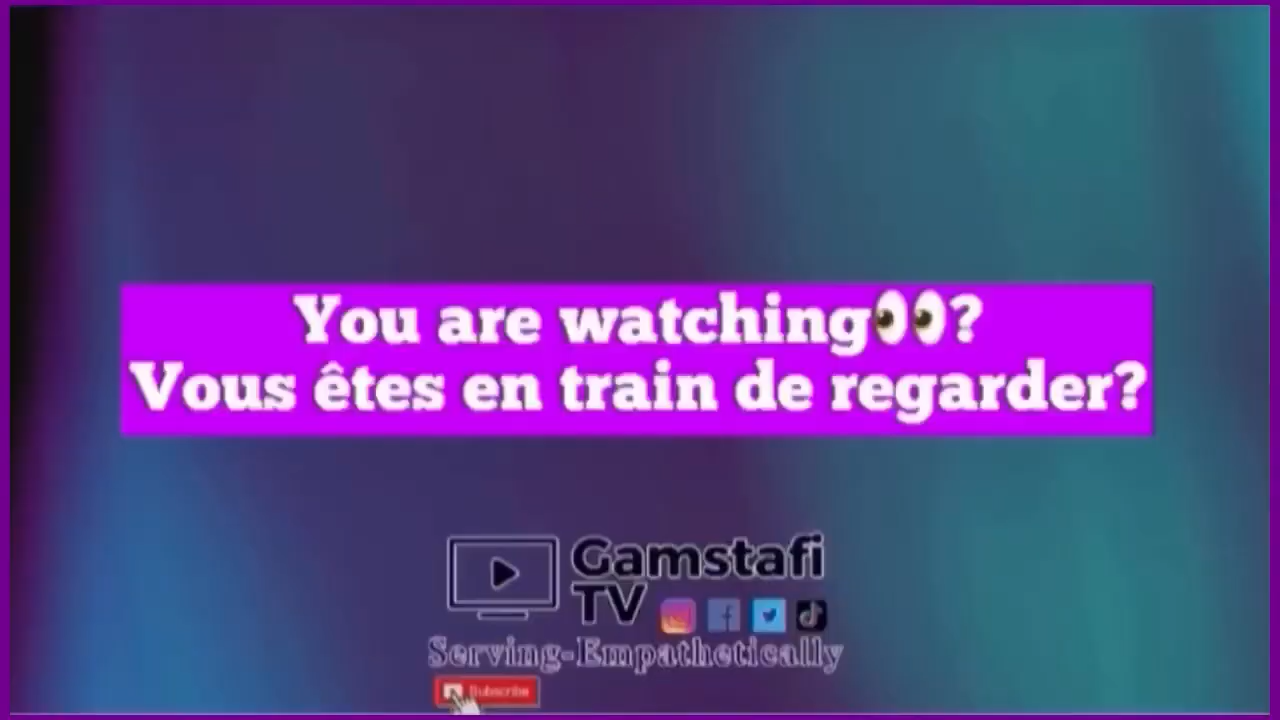 You are watching👀?
Vous êtes en train de regarder?
Gamstafi
TV
Serving-Empathetically
Subscribe